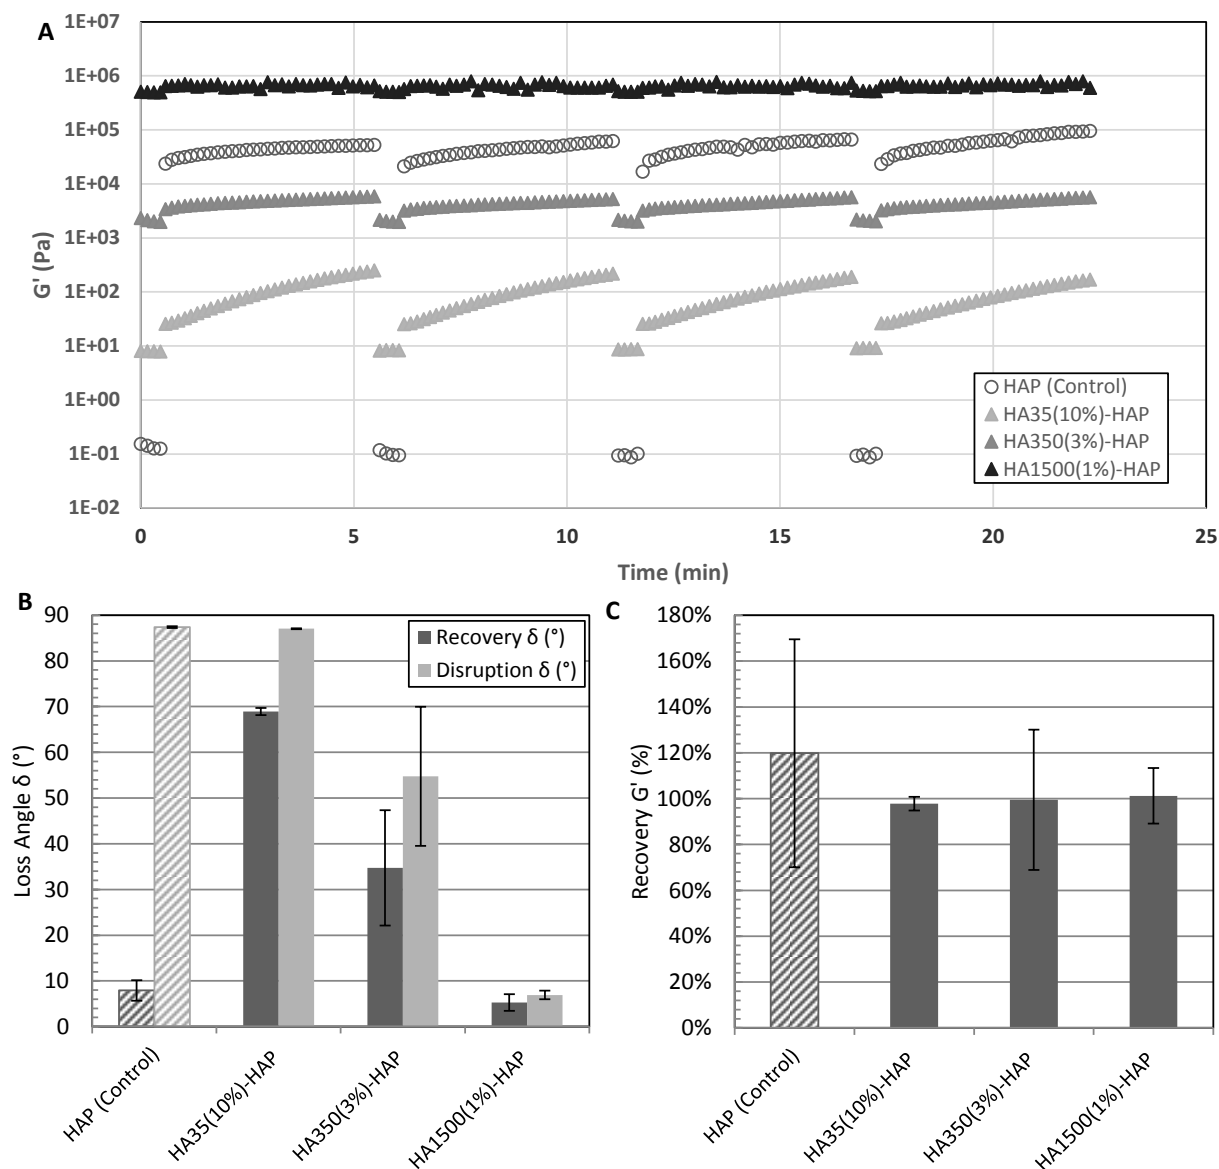 A
1E+07
1E+06
1E+05
1E+04
1E+03
1E+02
1E+01
1E+00
1E-01
1E-02
G' (Pa)
HAP (Control)
HA35(10%)-HAP
HA350(3%)-HAP
HA1500(1%)-HAP
0 5 10 15 20 25
Time (min)
B
90
80
70
60
50
40
30
20
10
0
Loss Angle δ (°)
Recovery δ (°)
Disruption δ (°)
HAP (Control)
HA35(10%)-HAP
HA350(3%)-HAP
HA1500(1%)-HAP
C
180%
160%
140%
120%
100%
80%
60%
40%
20%
0%
Recovery G' (%)
HAP (Control)
HA35(10%)-HAP
HA350(3%)-HAP
HA1500(1%)-HAP